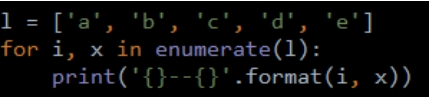 l = ['a', 'b', 'c', 'd', 'e']
for i, x in enumerate(l):
    print('{}--{}'.format(i, x))